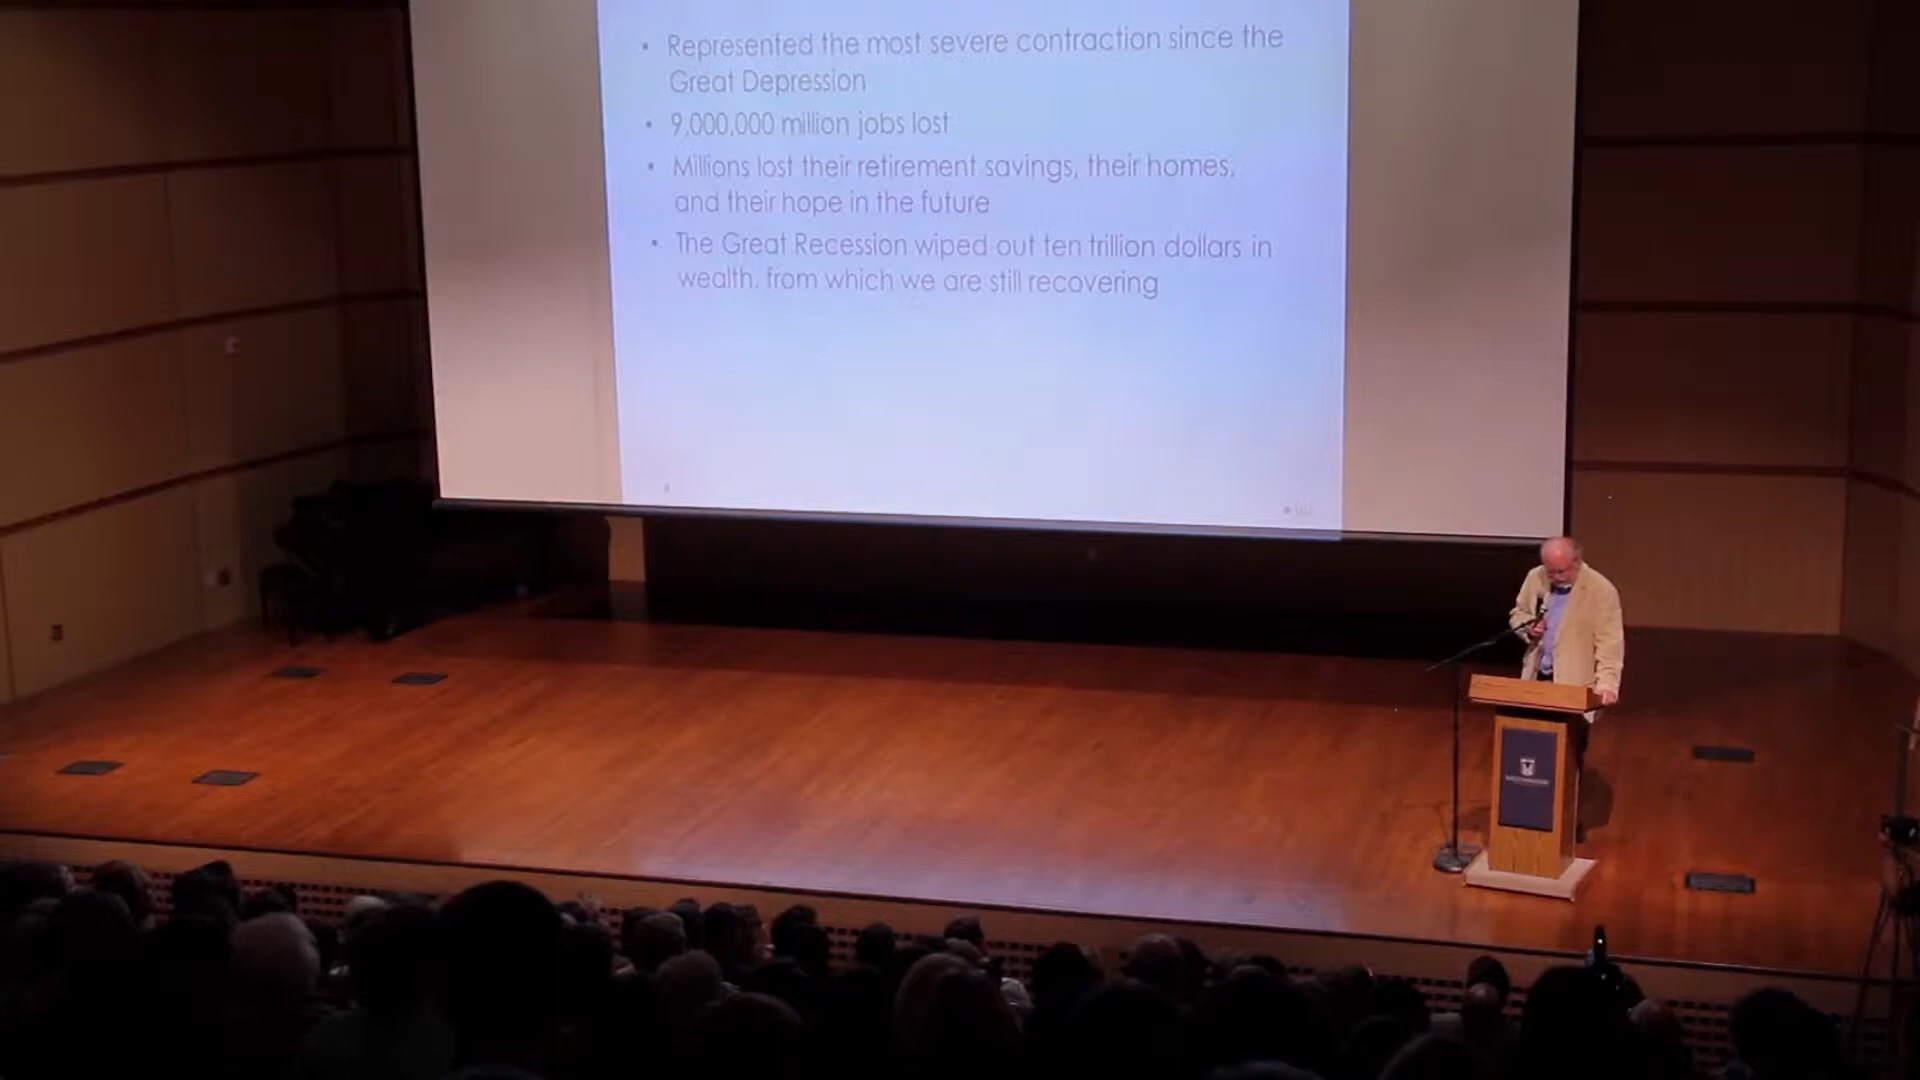 • Represented the most severe contraction since the
Great Depression
• 9,000,000 million jobs lost
• Millions lost their retirement savings, their homes,
and their hope in the future
• The Great Recession wiped out ten trillion dollars in
wealth, from which we are still recovering